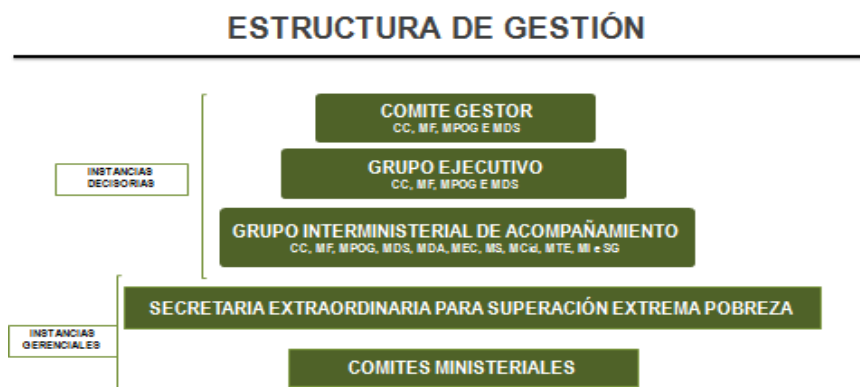 ESTRUCTURA DE GESTIÓN
COMITE GESTOR
CC, MF, MPOG E MDS
INSTANCIAS
DECISORIAS
GRUPO EJECUTIVO
CC, MF, MPOG E MDS
GRUPO INTERMINISTERIAL DE ACOMPAÑAMIENTO
CC, MF, MPOG, MDS, MDA, MEC, MS, MCid, MTE, MI e SG
SECRETARIA EXTRAORDINARIA PARA SUPERACIÓN EXTREMA POBREZA
INSTANCIAS
GERENCIALES
COMITES MINISTERIALES